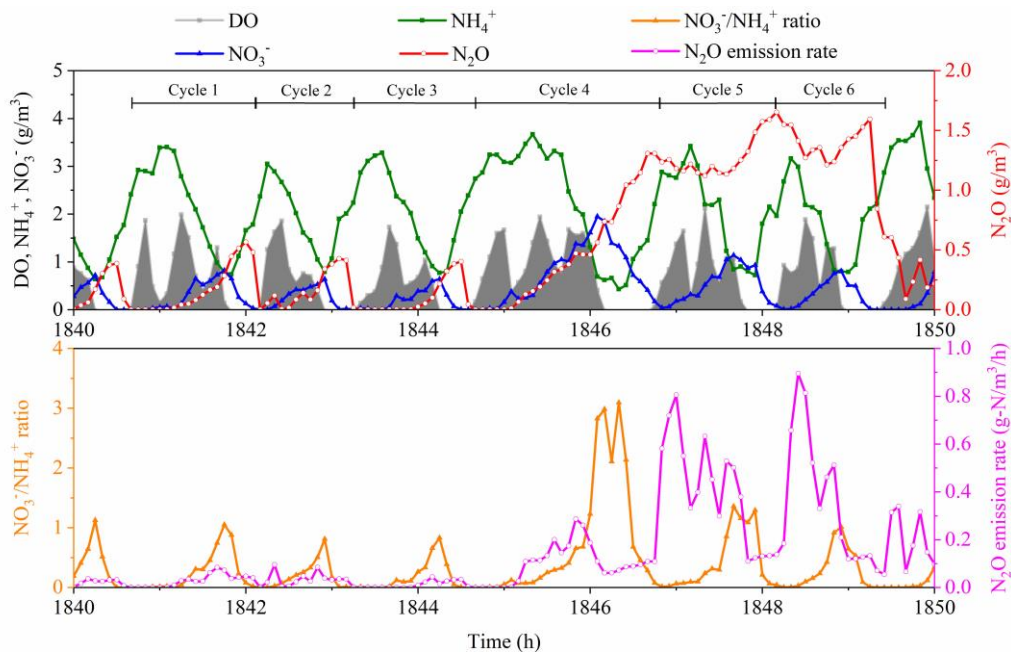 DO NH₄⁺ NO₃⁻/NH₄⁺ ratio
NO₃⁻ N₂O N₂O emission rate
Cycle 1 Cycle 2 Cycle 3 Cycle 4 Cycle 5 Cycle 6
DO, NH₄⁺, NO₃⁻ (g/m³)
5
4
3
2
1
0
N₂O (g/m³)
2.0
1.5
1.0
0.5
0.0
1840 1842 1844 1846 1848 1850
NO₃⁻/NH₄⁺ ratio
4
3
2
1
0
N₂O emission rate (g-N/m³/h)
1.0
0.8
0.6
0.4
0.2
0.0
1840 1842 1844 1846 1848 1850
Time (h)